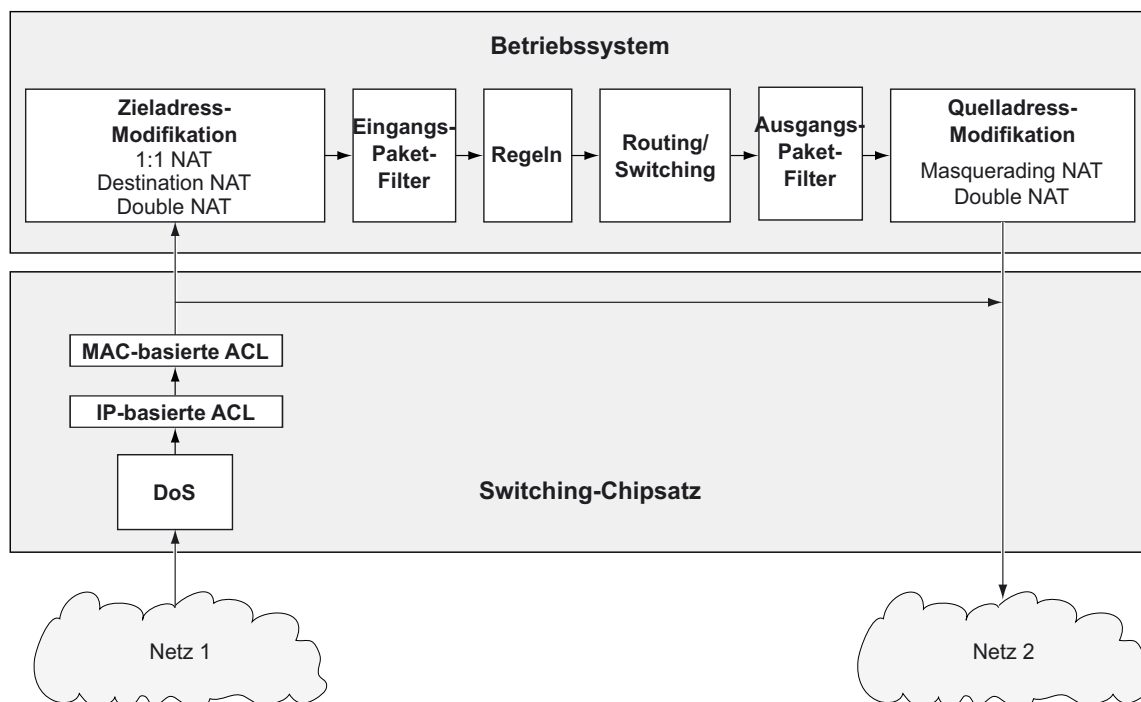 Betriebssystem
Zieladress-
Modifikation
1:1 NAT
Destination NAT
Double NAT
Eingangs-
Paket-
Filter
Regeln
Routing/
Switching
Ausgangs-
Paket-
Filter
Quelladress-
Modifikation
Masquerading NAT
Double NAT
MAC-basierte ACL
IP-basierte ACL
DoS
Switching-Chipsatz
Netz 1
Netz 2